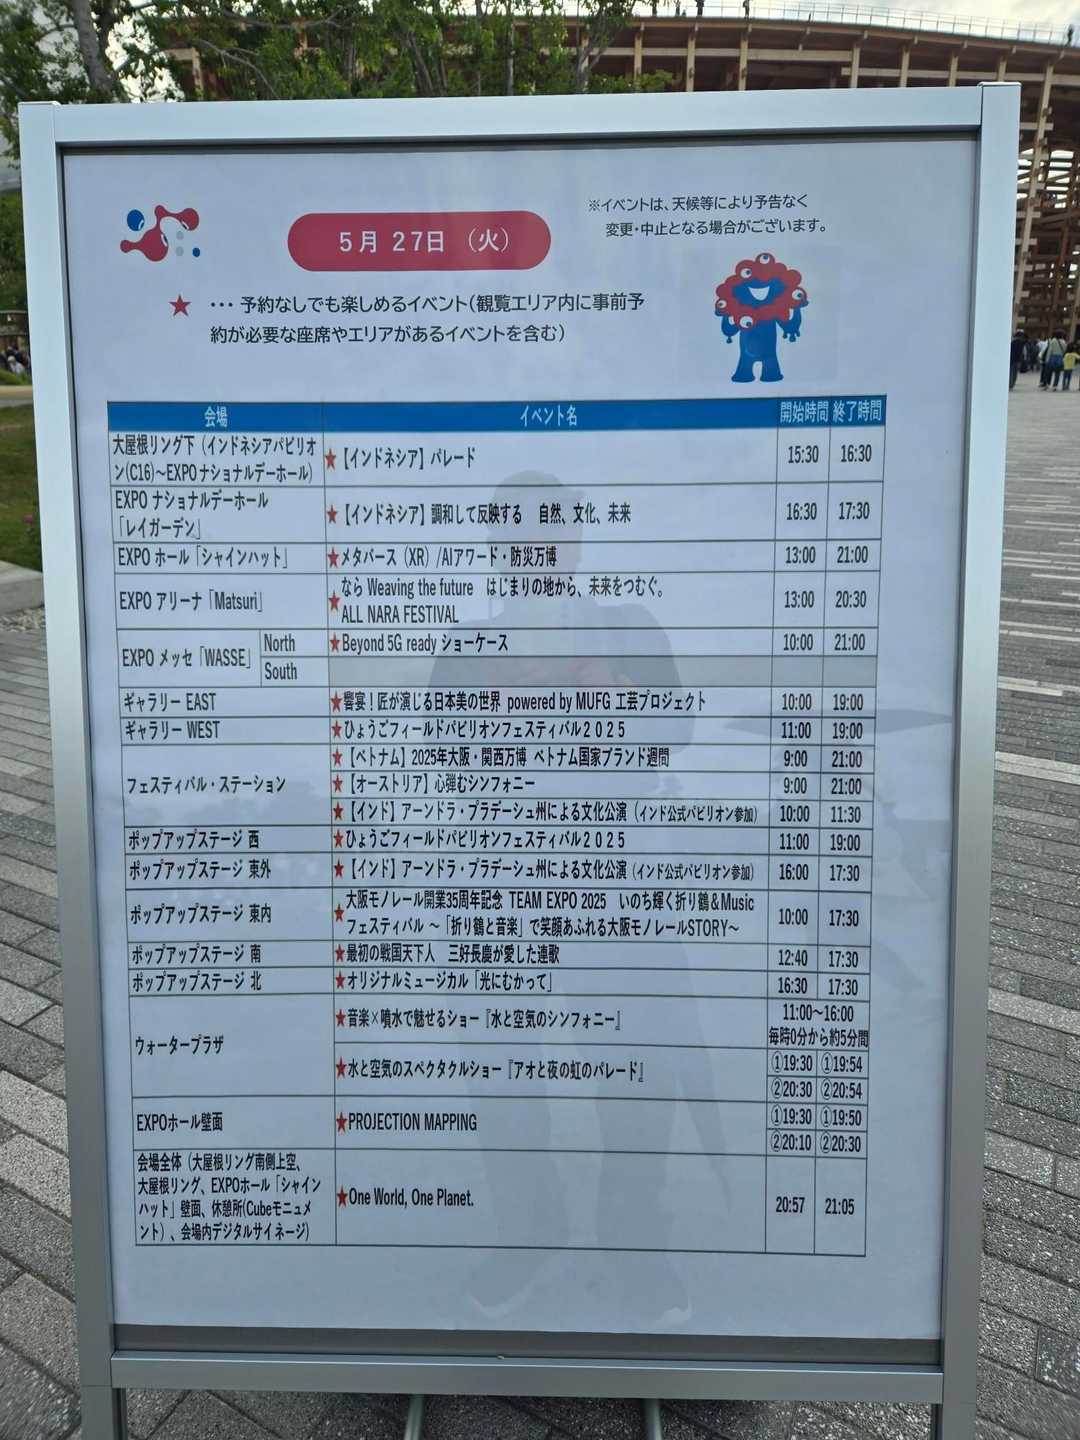 5月 27日 (火)
※イベントは、天候等により予告なく
変更・中止となる場合がございます。
★ ・・・ 予約なしでも楽しめるイベント(観覧エリア内に事前予
約が必要な座席やエリアがあるイベントを含む)
会場 イベント名 開始時間 終了時間
大屋根リング下(インドネシアパビリオ
ン(C16)～EXPOナショナルデーホール)
★【インドネシア】パレード 15:30 16:30
EXPO ナショナルデーホール
「レイガーデン」
★【インドネシア】調和して反映する 自然、文化、未来 16:30 17:30
EXPO ホール「シャインハット」 ★メタバース(XR)/AIアワード・防災万博 13:00 21:00
EXPO アリーナ「Matsuri」
★なら Weaving the future はじまりの地から、未来をつむぐ。
ALL NARA FESTIVAL
13:00 20:30
EXPO メッセ「WASSE」
North ★Beyond 5G ready ショーケース 10:00 21:00
South
ギャラリー EAST ★饗宴!匠が演じる日本美の世界 powered by MUFG 工芸プロジェクト 10:00 19:00
ギャラリー WEST ★ひょうごフィールドパビリオンフェスティバル2025 11:00 19:00
フェスティバル・ステーション
★【ベトナム】2025年大阪・関西万博 ベトナム国家ブランド週間 9:00 21:00
★【オーストリア】心弾むシンフォニー 9:00 21:00
★【インド】アーンドラ・プラデーシュ州による文化公演(インド公式パビリオン参加) 10:00 11:30
ポップアップステージ 西 ★ひょうごフィールドパビリオンフェスティバル2025 11:00 19:00
ポップアップステージ 東外 ★【インド】アーンドラ・プラデーシュ州による文化公演(インド公式パビリオン参加) 16:00 17:30
ポップアップステージ 東内
★大阪モノレール開業35周年記念 TEAM EXPO 2025 いのち輝く折り鶴&Music
フェスティバル ～「折り鶴と音楽」で笑顔あふれる大阪モノレールSTORY～
10:00 17:30
ポップアップステージ 南 ★最初の戦国天下人 三好長慶が愛した連歌 12:40 17:30
ポップアップステージ 北 ★オリジナルミュージカル「光にむかって」 16:30 17:30
ウォータープラザ
★音楽×噴水で魅せるショー『水と空気のシンフォニー』
11:00～16:00
毎時0分から約5分間
★水と空気のスペクタクルショー『アオと夜の虹のパレード』
①19:30 ①19:54
②20:30 ②20:54
EXPOホール壁面
★PROJECTION MAPPING
①19:30 ①19:50
②20:10 ②20:30
会場全体(大屋根リング南側上空、
大屋根リング、EXPOホール「シャイン
ハット」壁面、休憩所(Cubeモニュメ
ント)、会場内デジタルサイネージ)
★One World, One Planet. 20:57 21:05